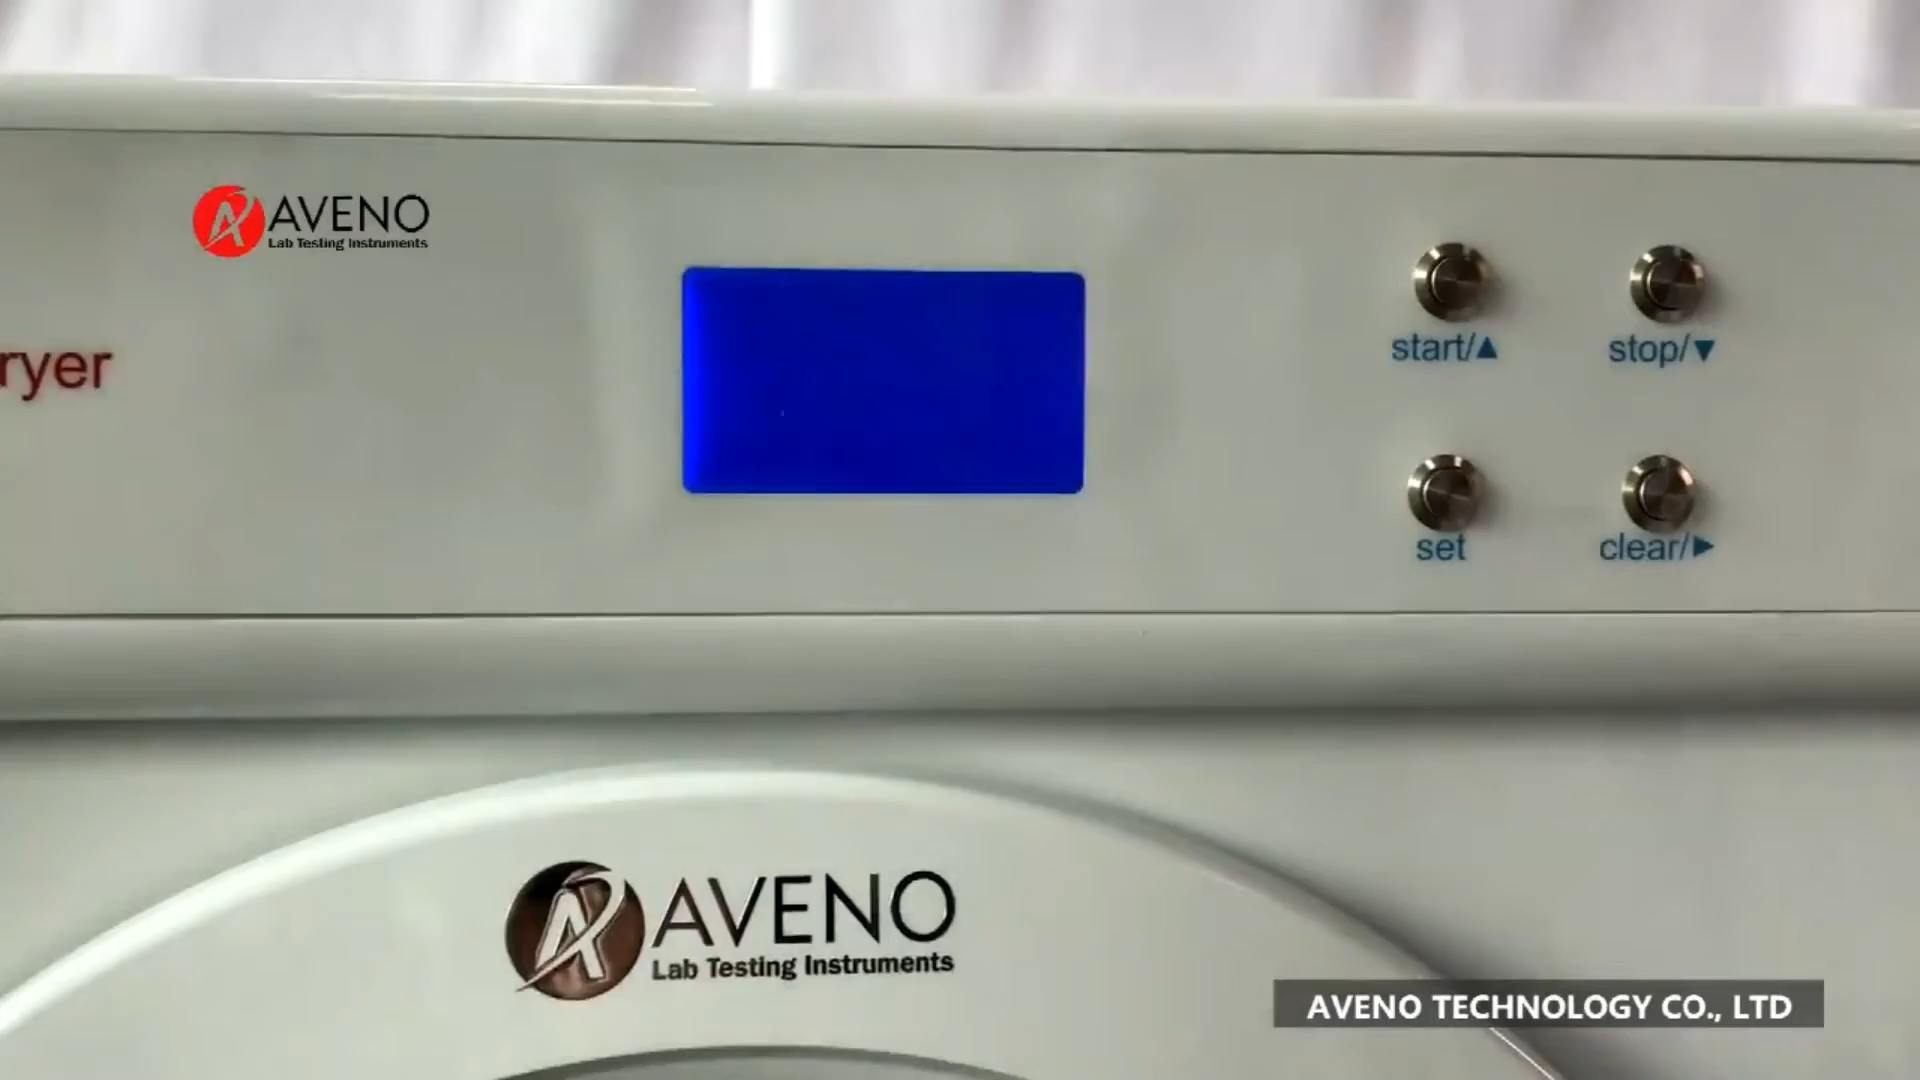 AVENO
Lab Testing Instruments
ryer
start/▲
stop/▼
set
clear/►
AVENO
Lab Testing Instruments
AVENO TECHNOLOGY CO., LTD